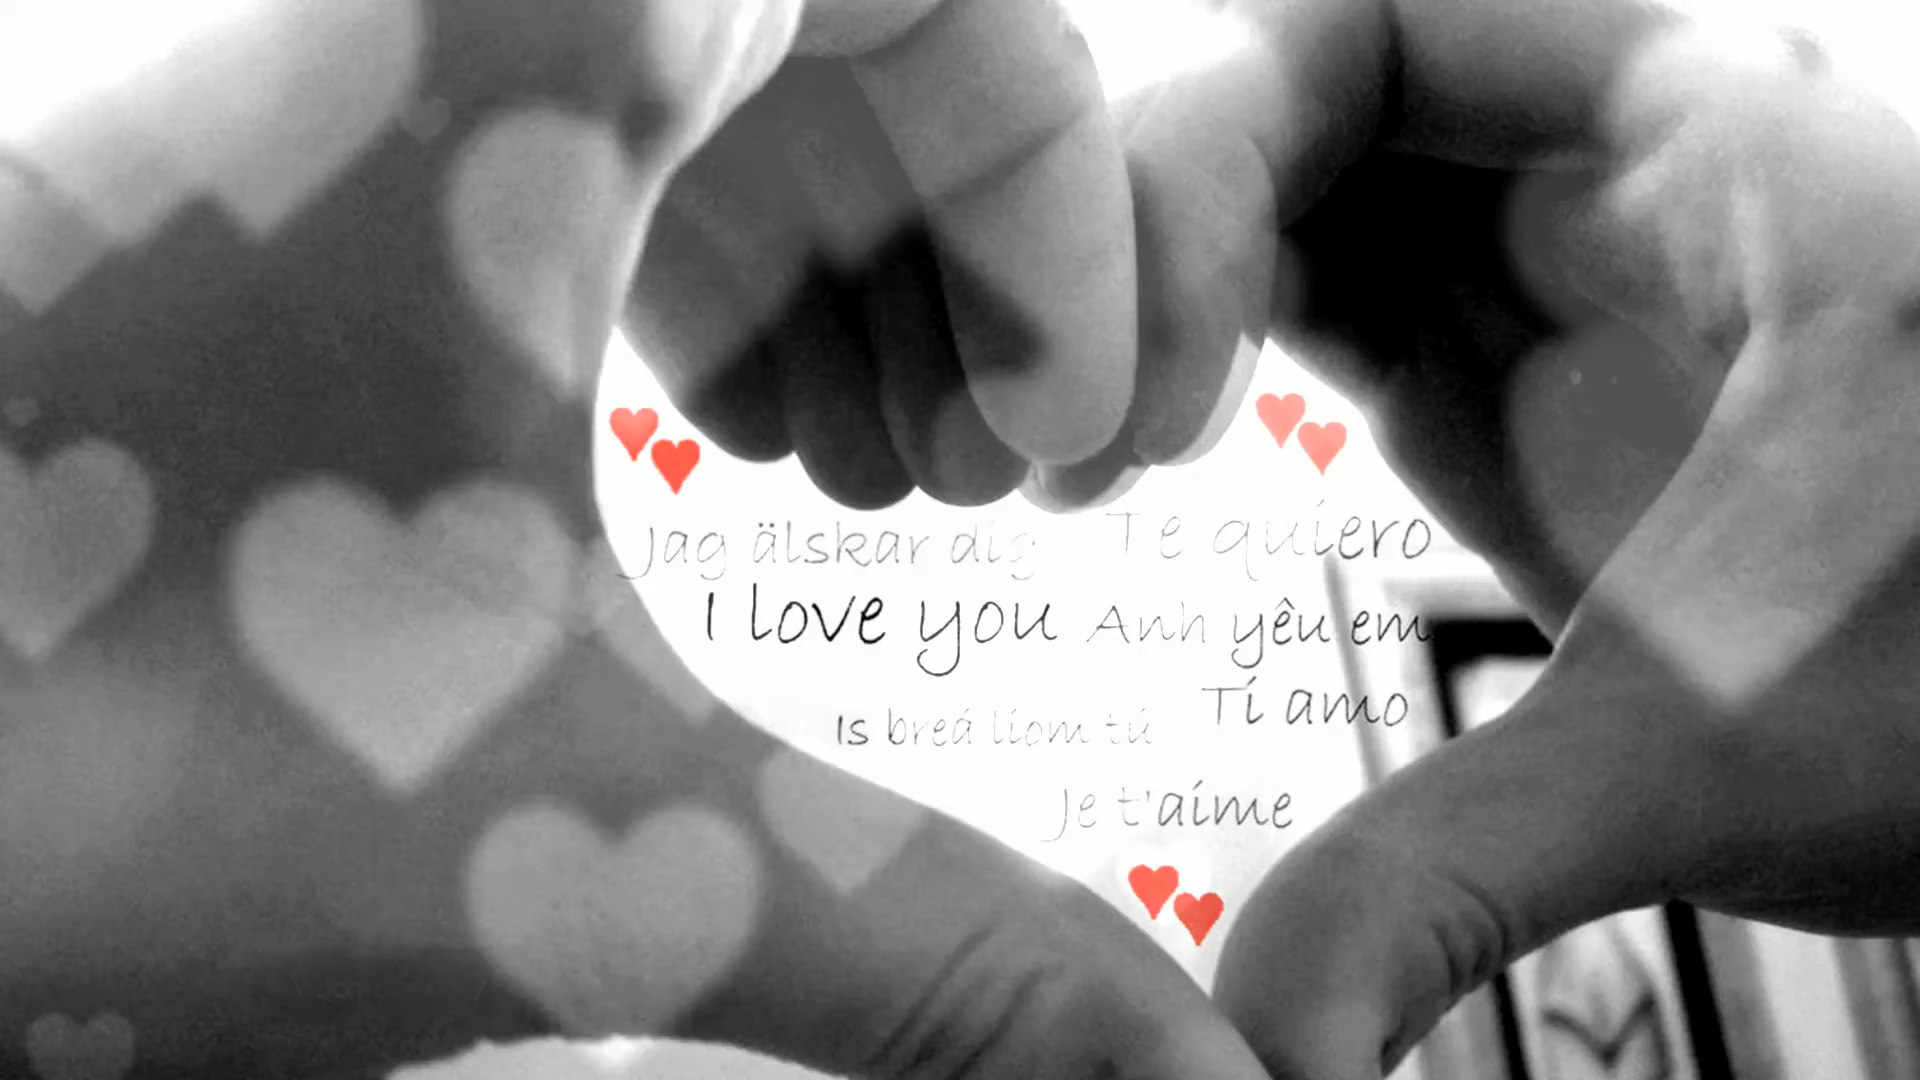 Jag älskar dig
Te quiero
I love you
Anh yêu em
Is breá liom tú
Ti amo
Je t'aime